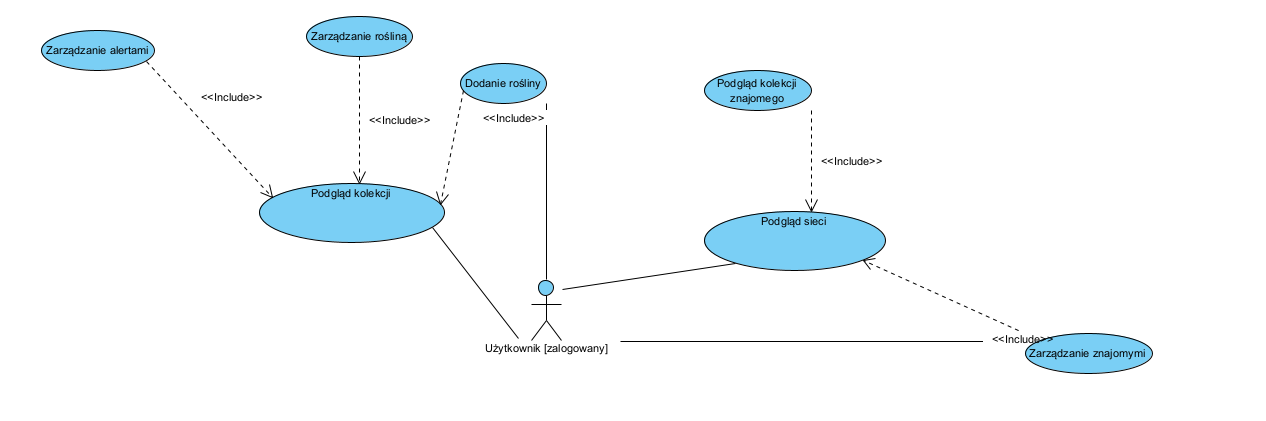 Zarządzanie alertami
Zarządzanie rośliną
Dodanie rośliny
Podgląd kolekcji
znajomego
<<Include>>
<<Include>>
<<Include>>
<<Include>>
Podgląd kolekcji
Podgląd sieci
<<Include>>
Użytkownik [zalogowany]
Zarządzanie znajomymi